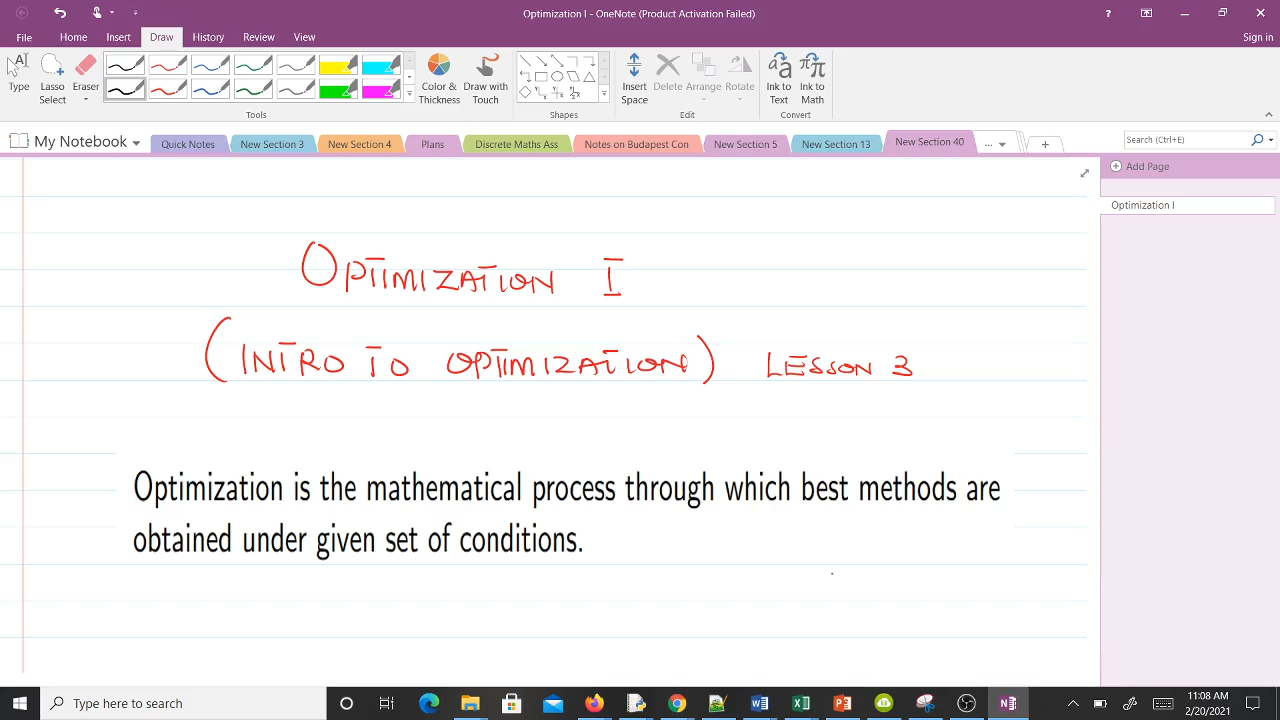 Optimization I - OneNote (Product Activation Failed)
File Home Insert Draw History Review View Sign in
Type Lasso Select Eraser Color & Thickness Draw with Touch Insert Space Delete Arrange Rotate Ink to Text Ink to Math
Tools Shapes Edit Convert
My Notebook Quick Notes New Section 3 New Section 4 Plans Discrete Maths Ass Notes on Budapest Con New Section 5 New Section 13 New Section 40 ... Search (Ctrl+E)
Add Page
Optimization I
OPTIMIZATION I
(INTRO TO OPTIMIZATION) LESSON 3
Optimization is the mathematical process through which best methods are
obtained under given set of conditions.
Type here to search
11:08 AM
2/20/2021